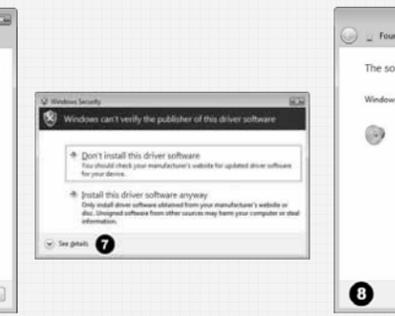 Windows Security
Windows can't verify the publisher of this driver software
Don't install this driver software
You should check your manufacturer's website for updated driver software
for your device.
Install this driver software anyway
Only install driver software obtained from your manufacturer's website or
disc. Unsigned software from other sources may harm your computer or steal
information.
See details
7
Foun
The so
Window
8